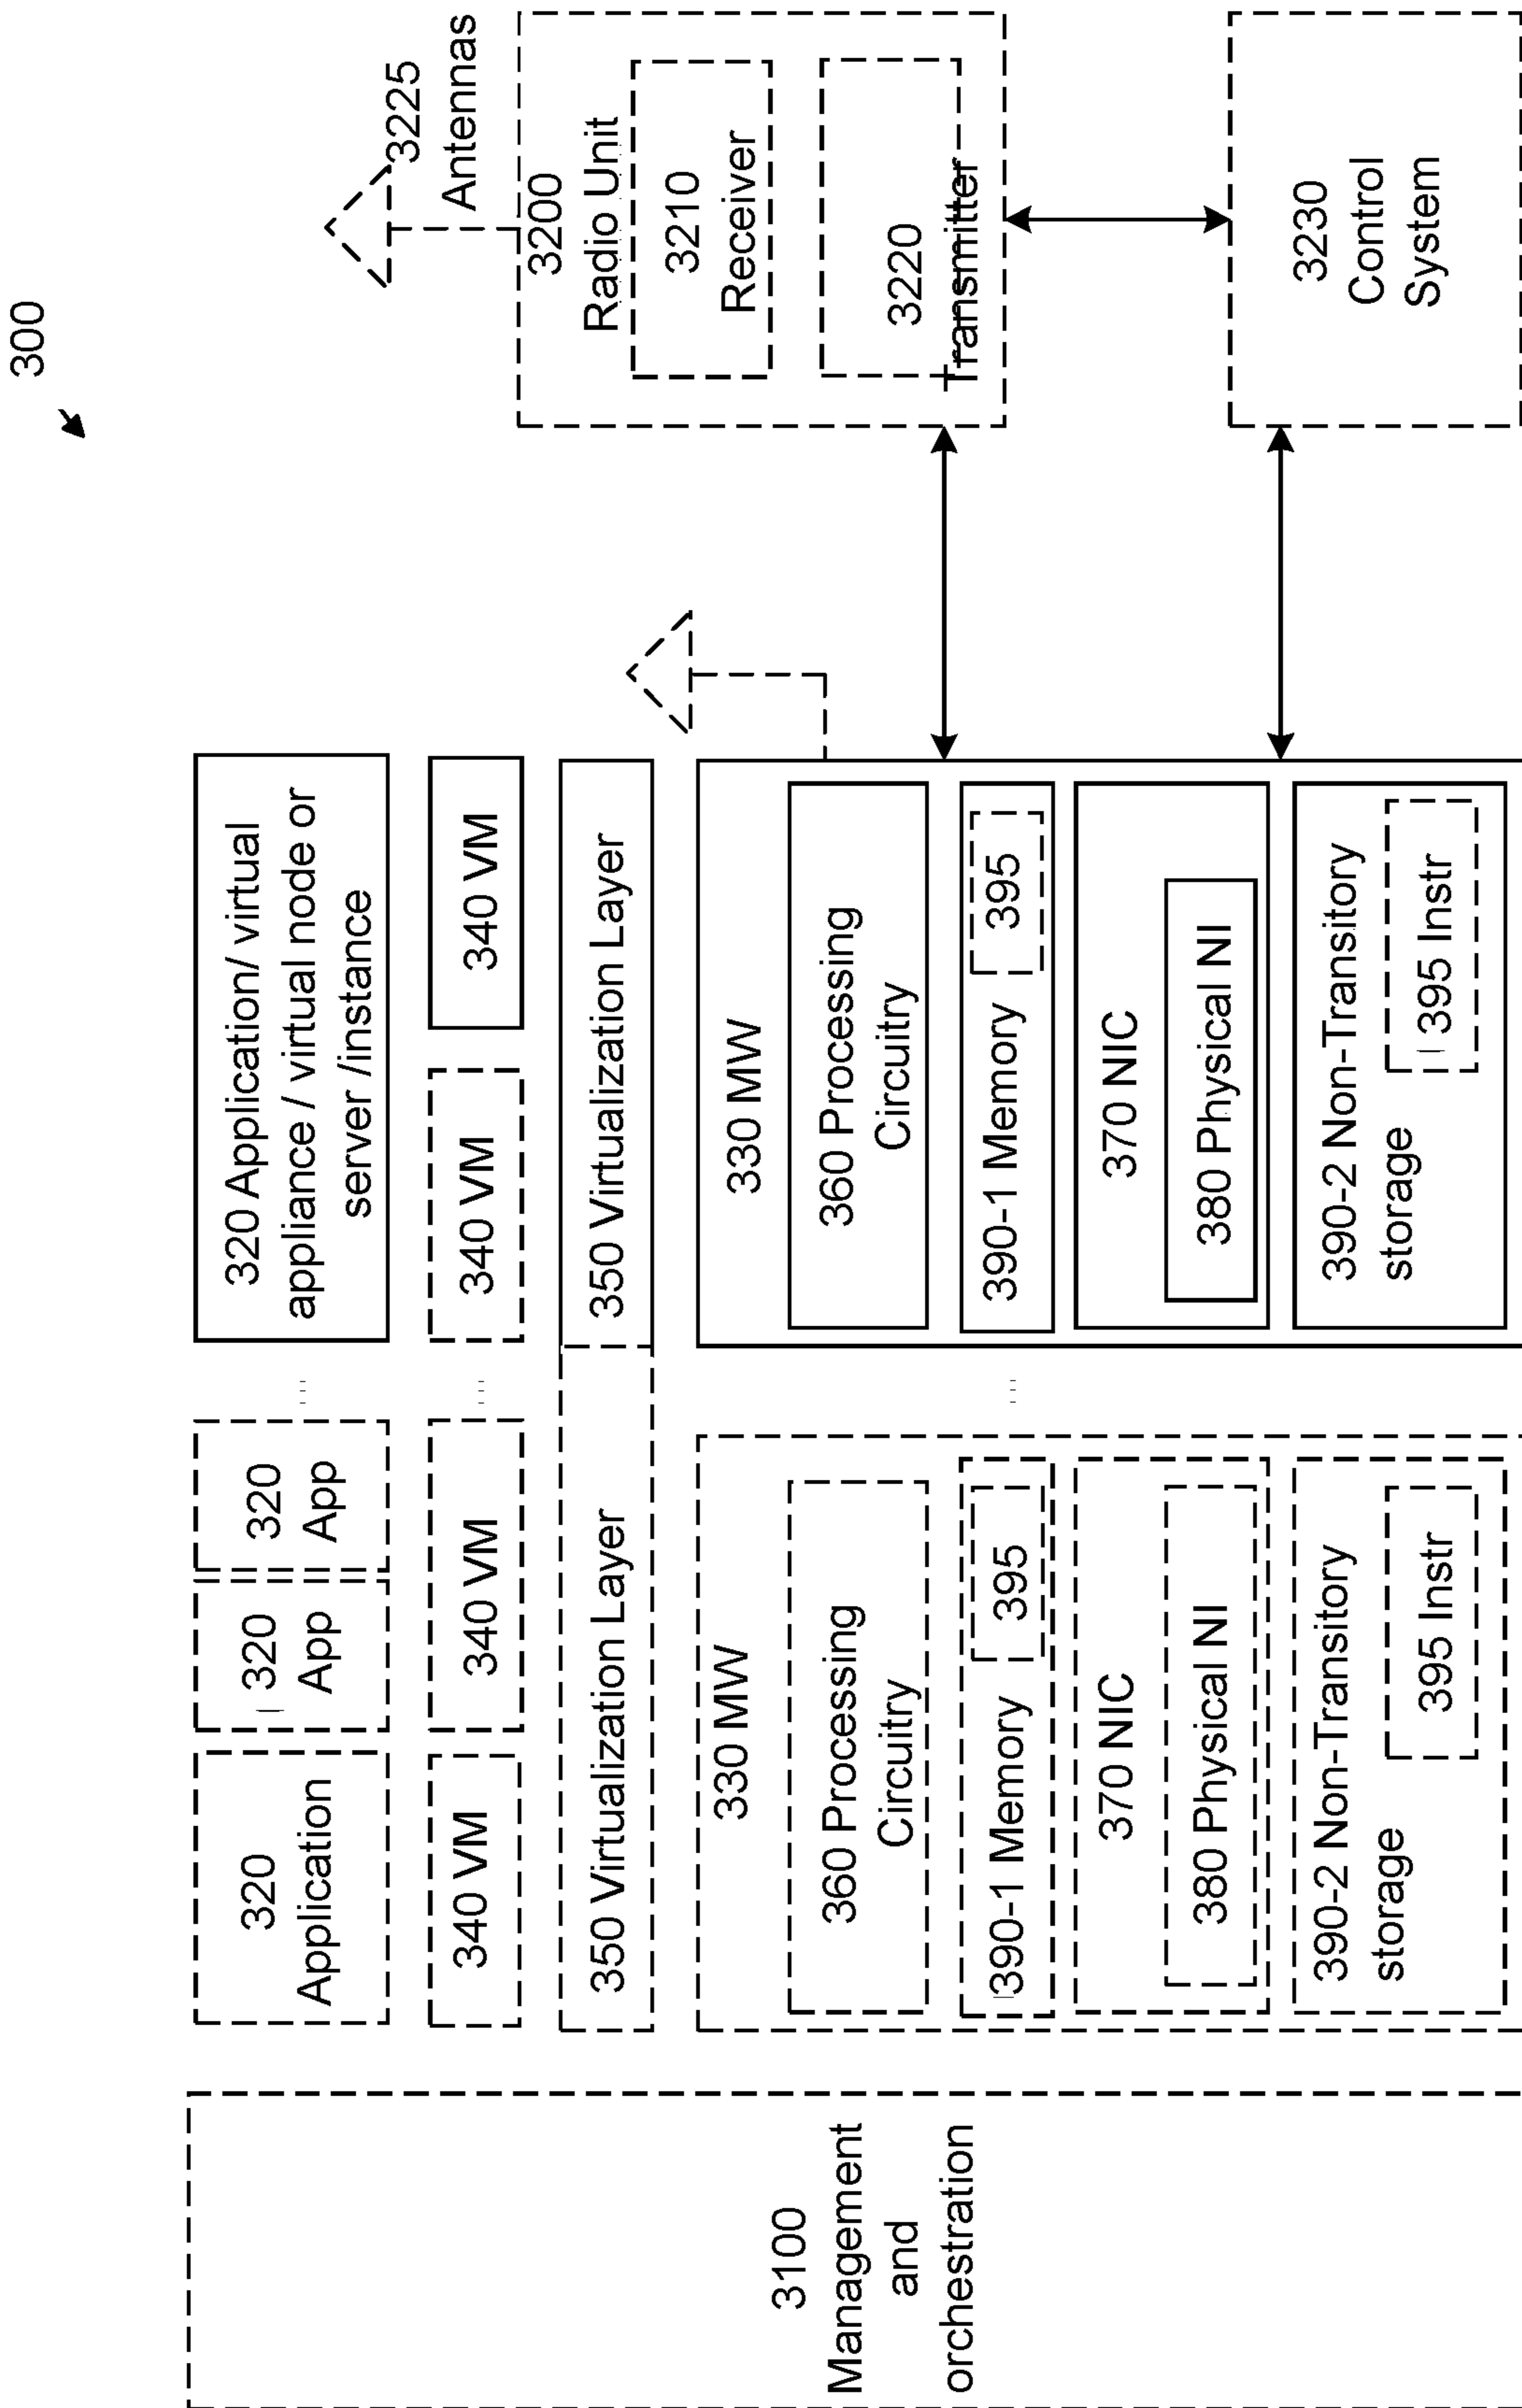 300
3100
Management
and
orchestration
320
Application
320
App
320
App
...
320 Application/ virtual
appliance / virtual node or
server /instance
340 VM
340 VM
...
340 VM
340 VM
350 Virtualization Layer
350 Virtualization Layer
330 MW
360 Processing
Circuitry
390-1 Memory
395
370 NIC
380 Physical NI
390-2 Non-Transitory
storage
395 Instr
...
330 MW
360 Processing
Circuitry
390-1 Memory
395
370 NIC
380 Physical NI
390-2 Non-Transitory
storage
395 Instr
3225
Antennas
3200
Radio Unit
3210
Receiver
3220
Transmitter
3230
Control
System